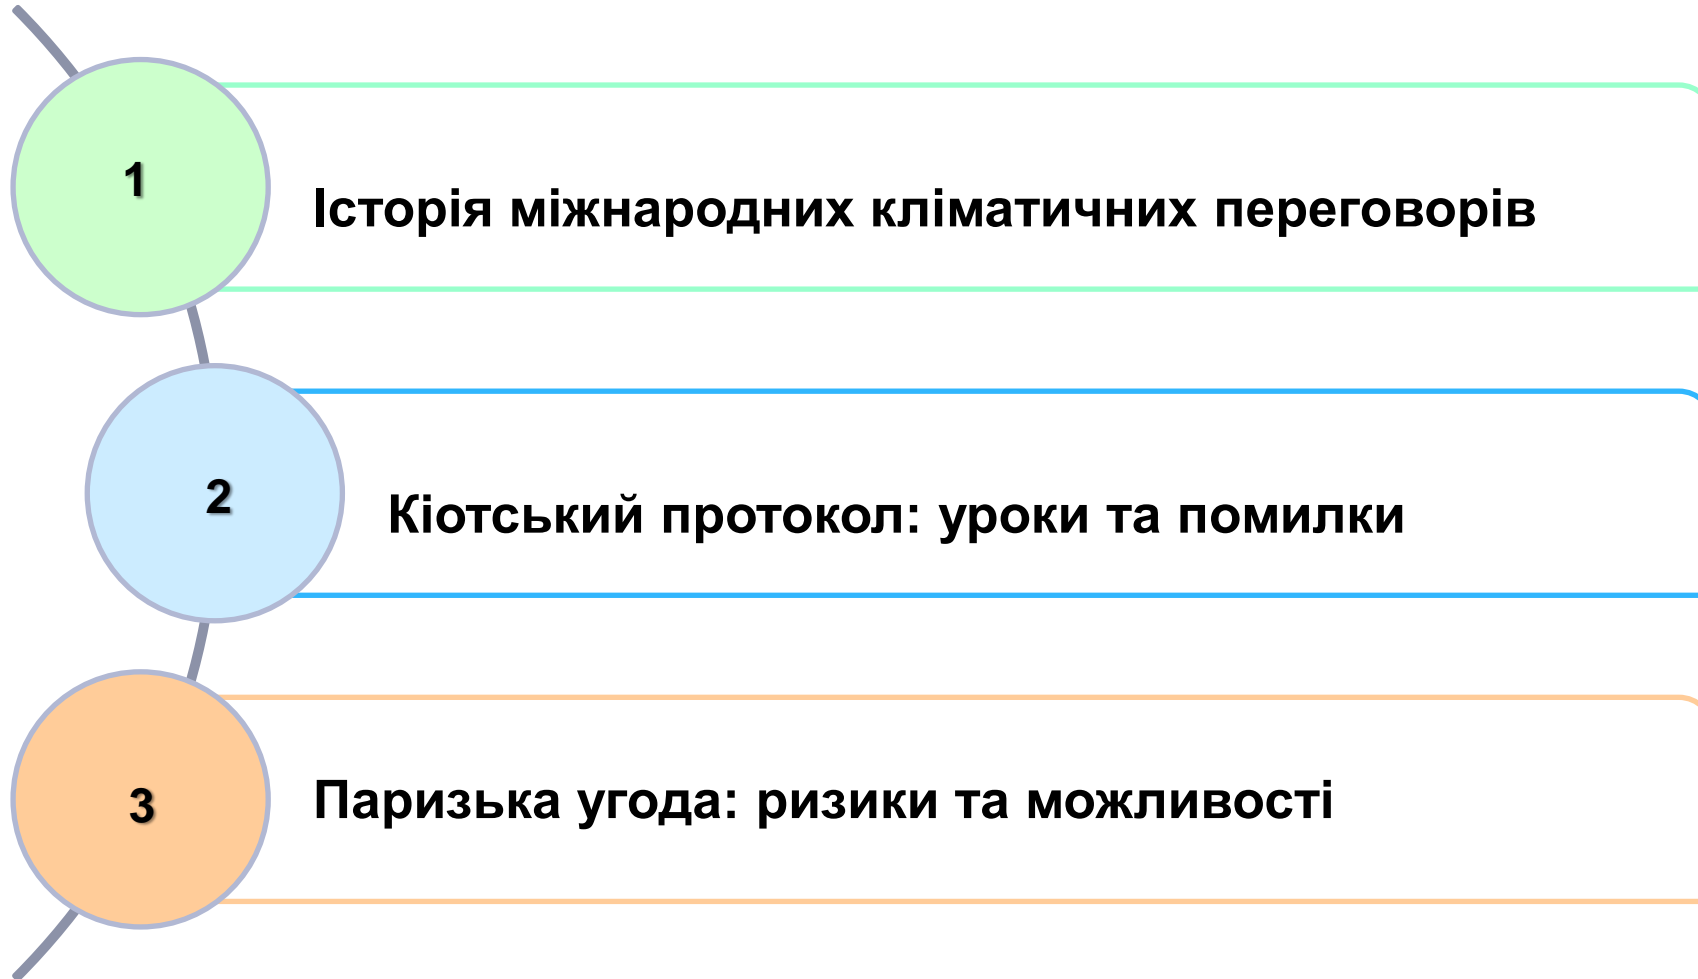 1
Історія міжнародних кліматичних переговорів
2
Кіотський протокол: уроки та помилки
3
Паризька угода: ризики та можливості